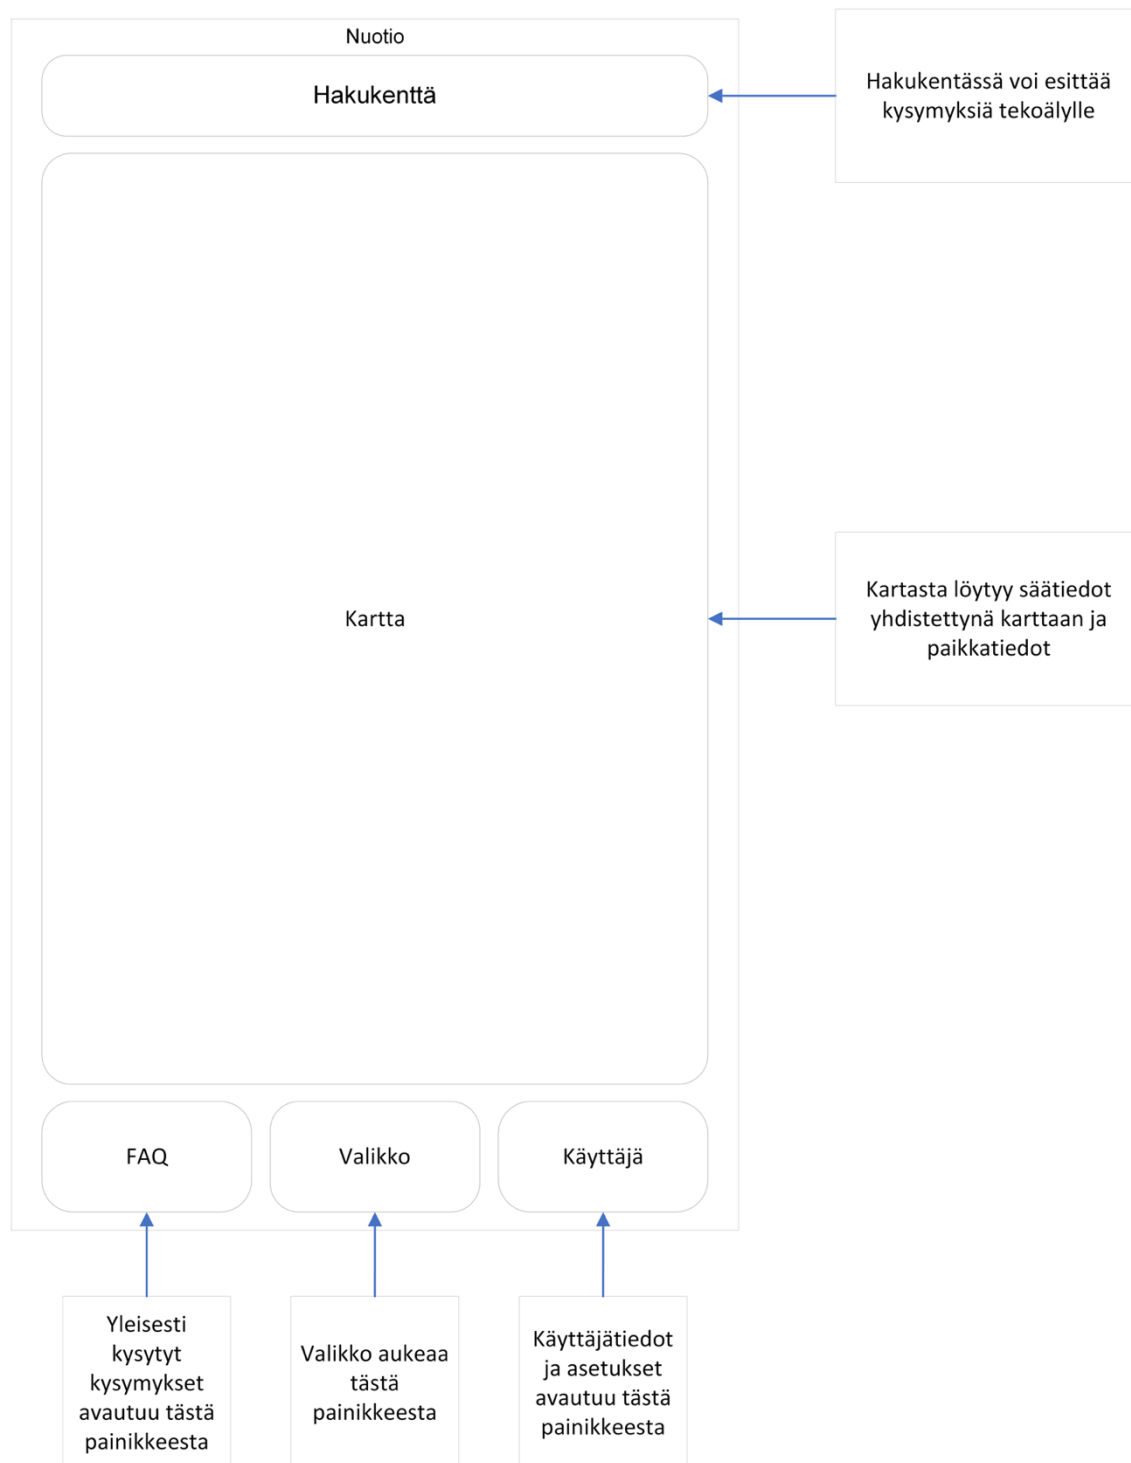 Nuotio
Hakukenttä
Hakukentässä voi esittää
kysymyksiä tekoälylle
Kartta
Kartasta löytyy säätiedot
yhdistettynä karttaan ja
paikkatiedot
FAQ
Valikko
Käyttäjä
Yleisesti
kysytyt
kysymykset
avautuu tästä
painikkeesta
Valikko aukeaa
tästä
painikkeesta
Käyttäjätiedot
ja asetukset
avautuu tästä
painikkeesta